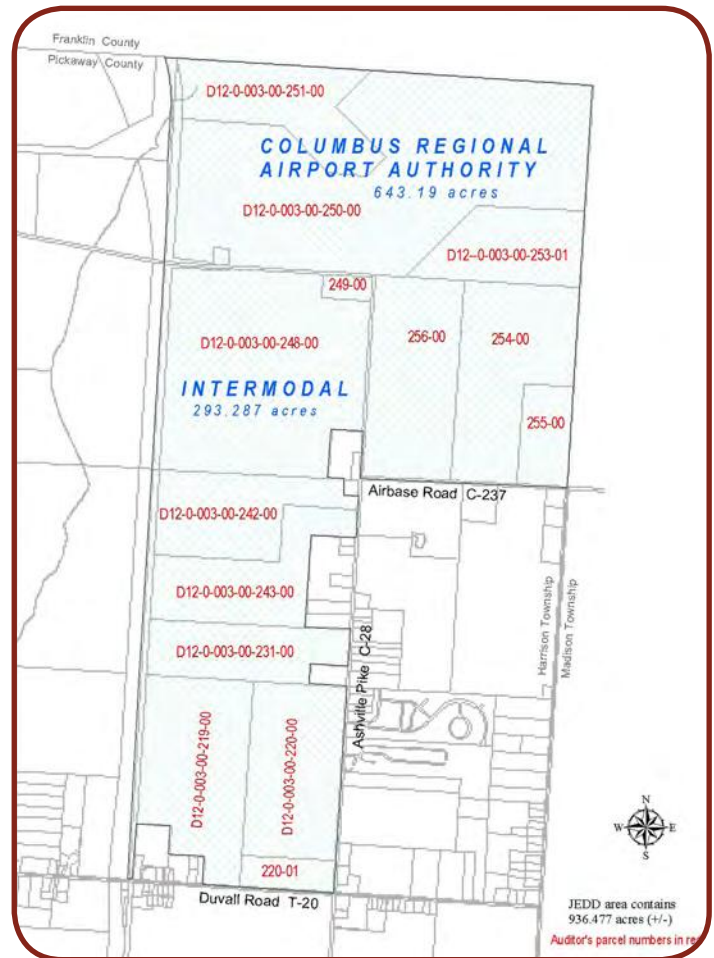 Franklin County
Pickaway County
D12-0-003-00-251-00
COLUMBUS REGIONAL
AIRPORT AUTHORITY
643.19 acres
D12-0-003-00-250-00
D12--0-003-00-253-01
249-00
D12-0-003-00-248-00
256-00
254-00
INTERMODAL
293.287 acres
255-00
Airbase Road C-237
D12-0-003-00-242-00
D12-0-003-00-243-00
Harrison Township
Madison Township
D12-0-003-00-231-00
Ashville Pike C-28
D12-0-003-00-219-00
D12-0-003-00-220-00
220-01
Duvall Road T-20
N
W E
S
JEDD area contains
936.477 acres (+/-)
Auditor's parcel numbers in re